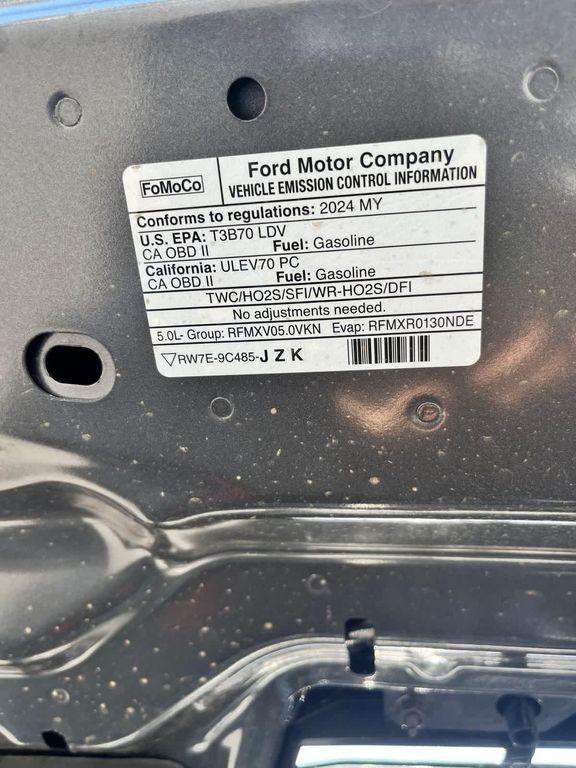 FoMoCo
Ford Motor Company
VEHICLE EMISSION CONTROL INFORMATION
Conforms to regulations: 2024 MY
U.S. EPA: T3B70 LDV
CA OBD II Fuel: Gasoline
California: ULEV70 PC
CA OBD II Fuel: Gasoline
TWC/HO2S/SFI/WR-HO2S/DFI
No adjustments needed.
5.0L- Group: RFMXV05.0VKN Evap: RFMXR0130NDE
RW7E-9C485-JZK